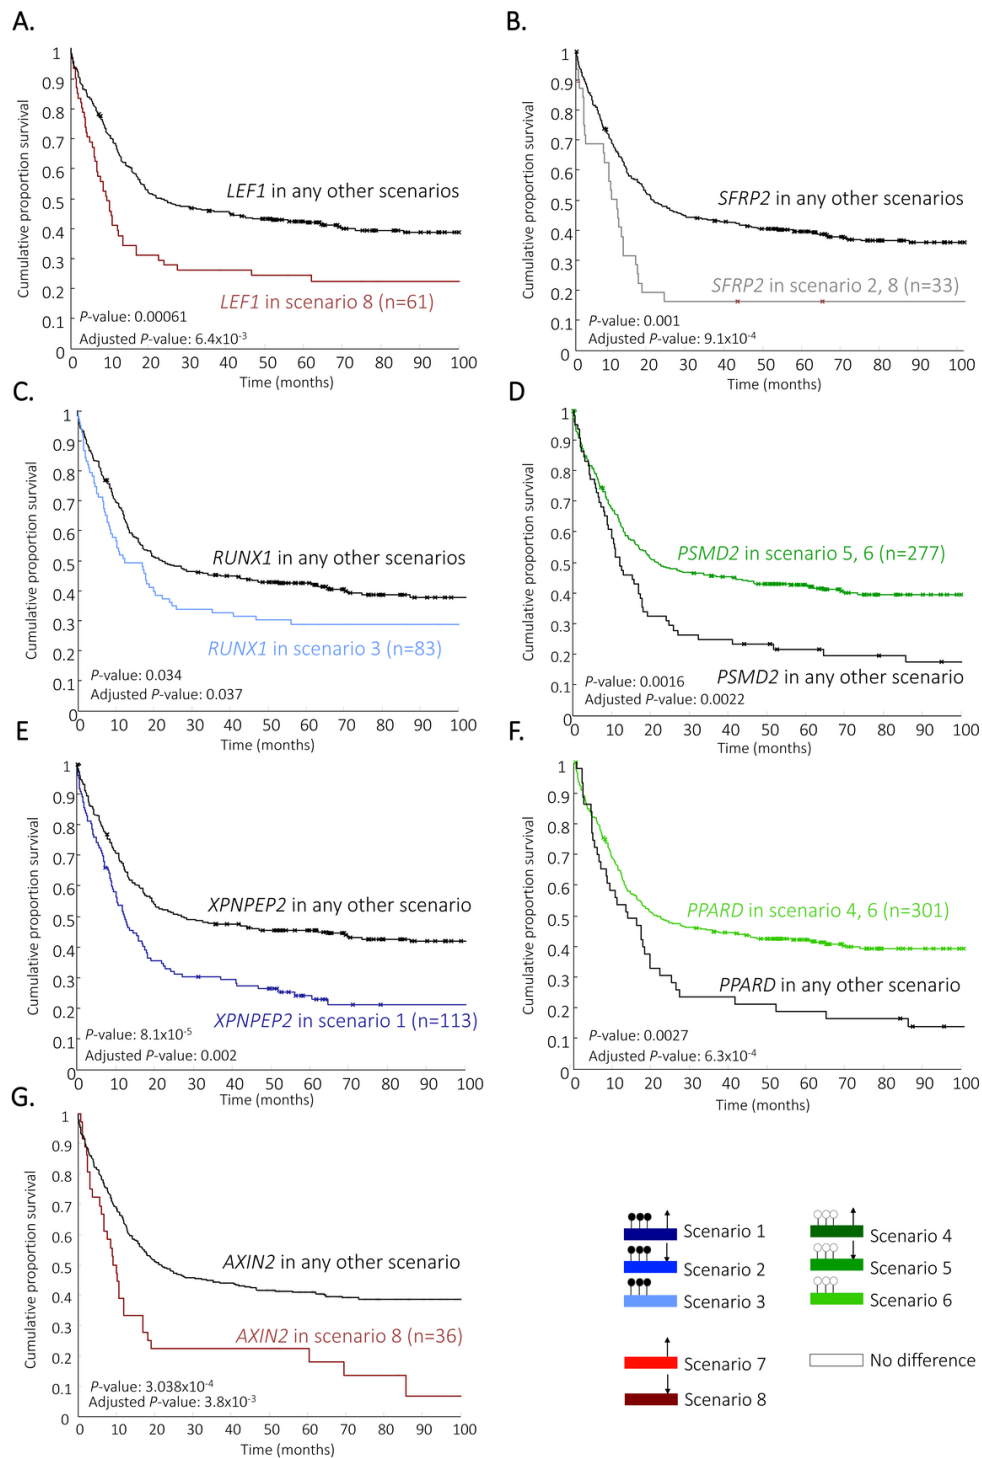 A.
Cumulative proportion survival
1
0.9
0.8
0.7
0.6
0.5
0.4
0.3
0.2
0.1
0
LEF1 in any other scenarios
LEF1 in scenario 8 (n=61)
P-value: 0.00061
Adjusted P-value: 6.4x10-3
0 10 20 30 40 50 60 70 80 90 100
Time (months)
B.
Cumulative proportion survival
1
0.9
0.8
0.7
0.6
0.5
0.4
0.3
0.2
0.1
0
SFRP2 in any other scenarios
SFRP2 in scenario 2, 8 (n=33)
P-value: 0.001
Adjusted P-value: 9.1x10-4
0 10 20 30 40 50 60 70 80 90 100
Time (months)
C.
Cumulative proportion survival
1
0.9
0.8
0.7
0.6
0.5
0.4
0.3
0.2
0.1
0
RUNX1 in any other scenarios
RUNX1 in scenario 3 (n=83)
P-value: 0.034
Adjusted P-value: 0.037
0 10 20 30 40 50 60 70 80 90 100
Time (months)
D
Cumulative proportion survival
1
0.9
0.8
0.7
0.6
0.5
0.4
0.3
0.2
0.1
0
PSMD2 in scenario 5, 6 (n=277)
PSMD2 in any other scenario
P-value: 0.0016
Adjusted P-value: 0.0022
0 10 20 30 40 50 60 70 80 90 100
Time (months)
E
Cumulative proportion survival
1
0.9
0.8
0.7
0.6
0.5
0.4
0.3
0.2
0.1
0
XPNPEP2 in any other scenario
XPNPEP2 in scenario 1 (n=113)
P-value: 8.1x10-5
Adjusted P-value: 0.002
0 10 20 30 40 50 60 70 80 90 100
Time (months)
F.
Cumulative proportion survival
1
0.9
0.8
0.7
0.6
0.5
0.4
0.3
0.2
0.1
0
PPARD in scenario 4, 6 (n=301)
PPARD in any other scenario
P-value: 0.0027
Adjusted P-value: 6.3x10-4
0 10 20 30 40 50 60 70 80 90 100
Time (months)
G.
Cumulative proportion survival
1
0.9
0.8
0.7
0.6
0.5
0.4
0.3
0.2
0.1
0
AXIN2 in any other scenario
AXIN2 in scenario 8 (n=36)
P-value: 3.038x10-4
Adjusted P-value: 3.8x10-3
0 10 20 30 40 50 60 70 80 90 100
Time (months)
Scenario 1
Scenario 2
Scenario 3
Scenario 7
Scenario 8
Scenario 4
Scenario 5
Scenario 6
No difference